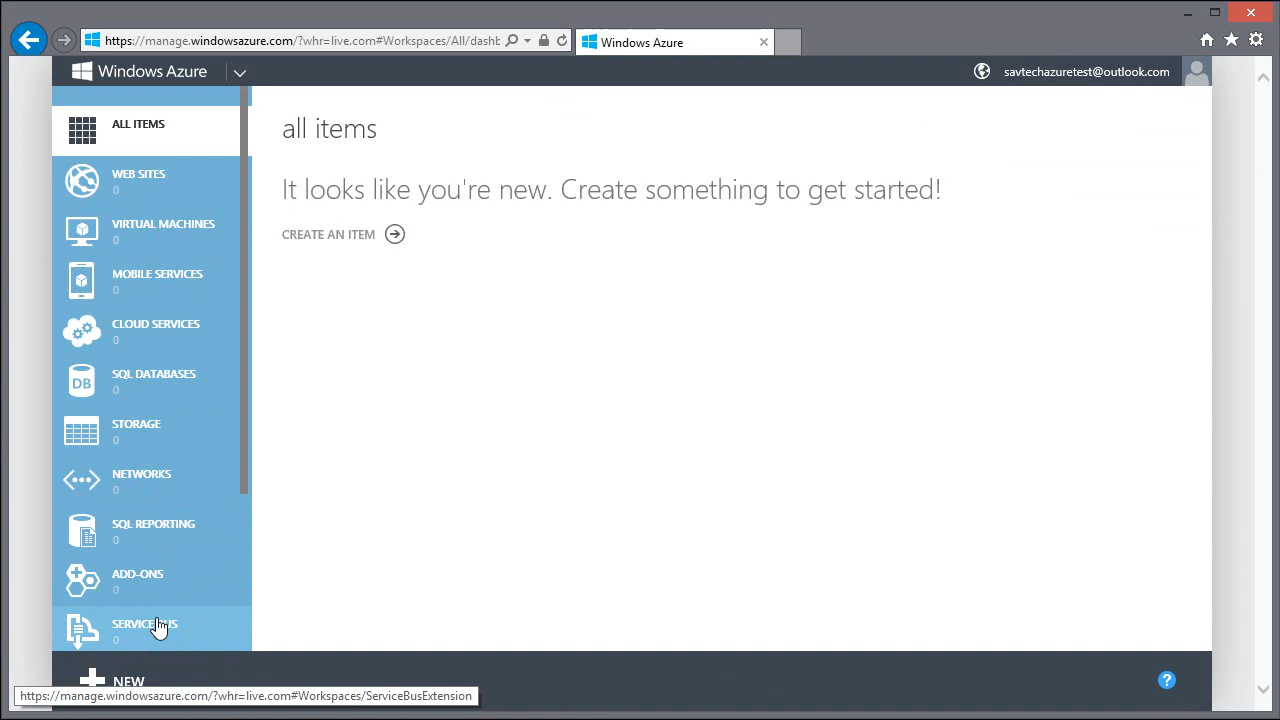 https://manage.windowsazure.com/?whr=live.com#Workspaces/All/dashb
Windows Azure
Windows Azure
savtechazuretest@outlook.com
ALL ITEMS
WEB SITES
0
VIRTUAL MACHINES
0
MOBILE SERVICES
0
CLOUD SERVICES
0
SQL DATABASES
0
DB
STORAGE
0
NETWORKS
0
SQL REPORTING
0
ADD-ONS
0
SERVICE BUS
0
all items
It looks like you're new. Create something to get started!
CREATE AN ITEM
NEW
?
https://manage.windowsazure.com/?whr=live.com#Workspaces/ServiceBusExtension